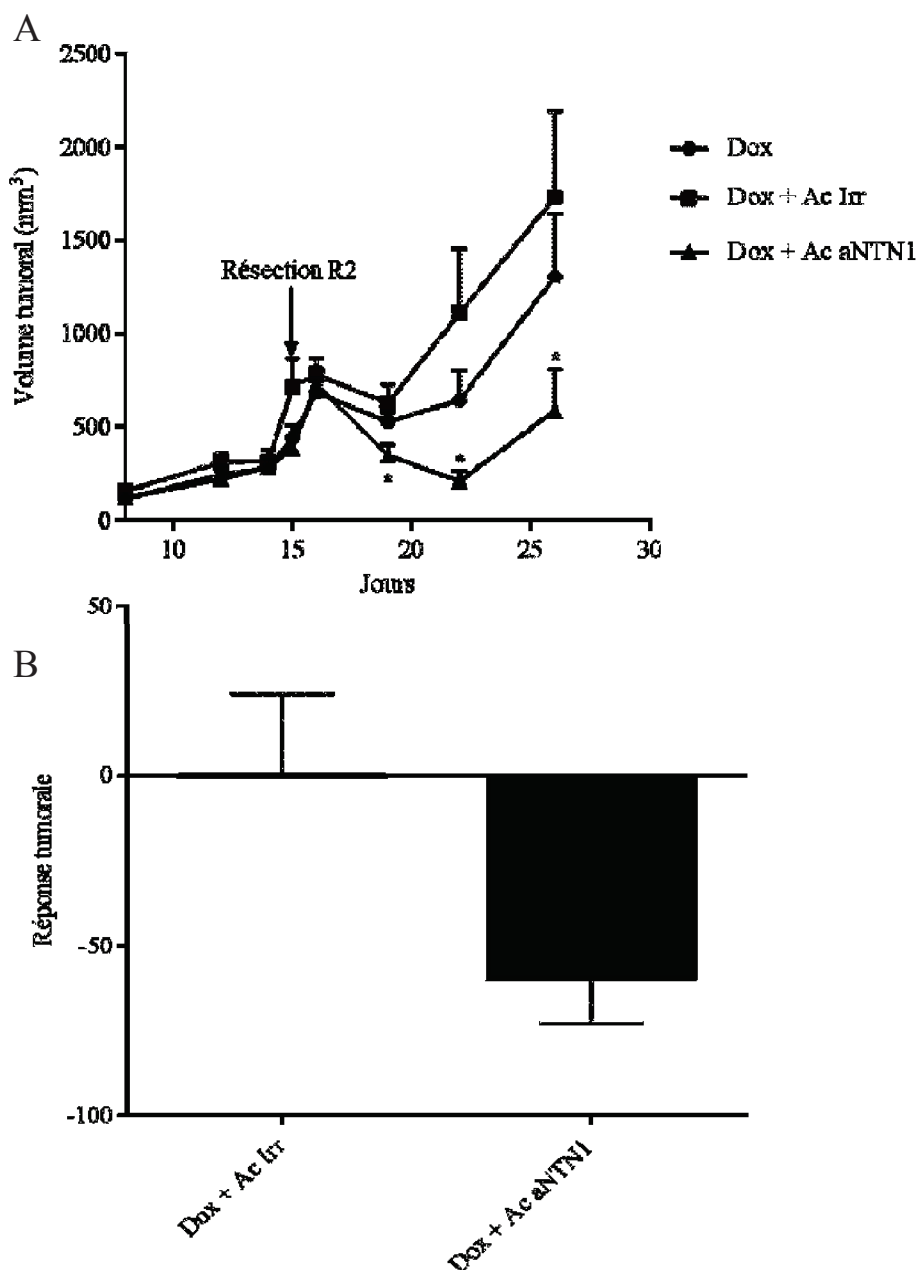 A
Volume tumoral (mm³)
2500
2000
1500
1000
500
0
Résection R2
*
*
*
10
15
20
25
30
Jours
Dox
Dox + Ac Irr
Dox + Ac aNTN1
B
Réponse tumorale
50
0
-50
-100
Dox + Ac Irr
Dox + Ac aNTN1